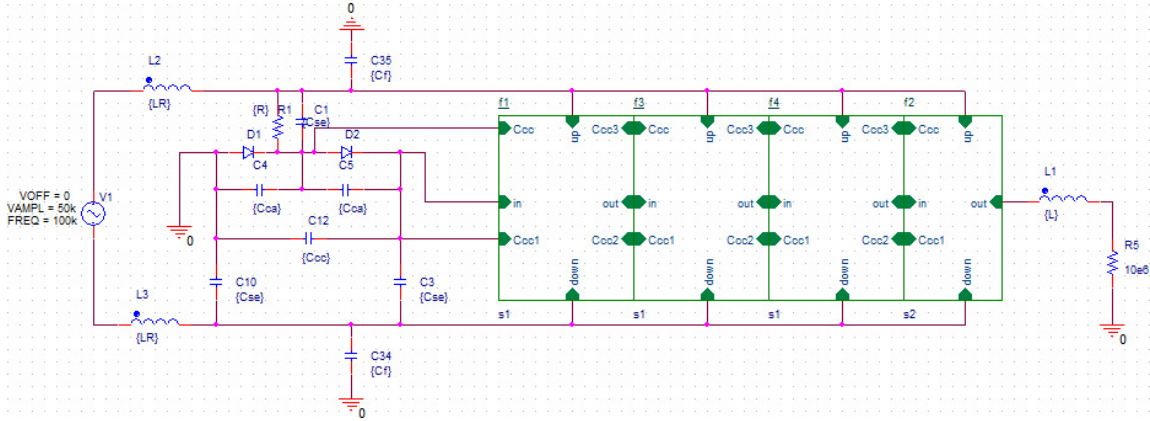 0
C35
{Cf}
L2
{LR}
{R} R1
C1
{Cse}
f1
f3
f4
f2
D1
D2
Ccc
Ccc3
Ccc
Ccc3
Ccc
Ccc3
Ccc
up
up
up
up
C4
C5
{Cca}
{Cca}
L1
{L}
VOFF = 0
VAMPL = 50k
FREQ = 100k
V1
in
out
in
out
in
out
in
out
0
C12
{Ccc}
Ccc1
Ccc2
Ccc1
Ccc2
Ccc1
Ccc2
Ccc1
R5
10e6
C10
{Cse}
C3
{Cse}
down
down
down
down
L3
{LR}
s1
s1
s1
s2
0
C34
{Cf}
0